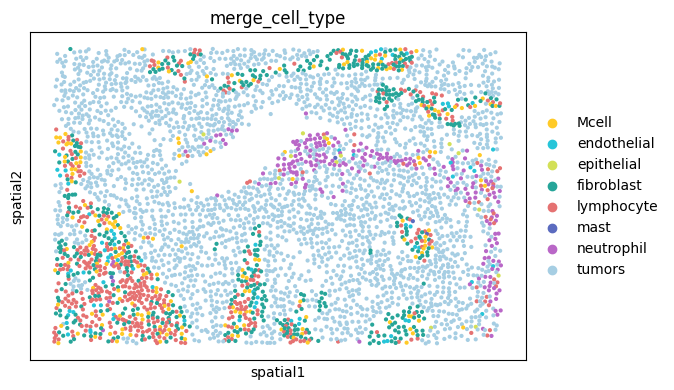 merge_cell_type
spatial2
spatial1
Mcell
endothelial
epithelial
fibroblast
lymphocyte
mast
neutrophil
tumors